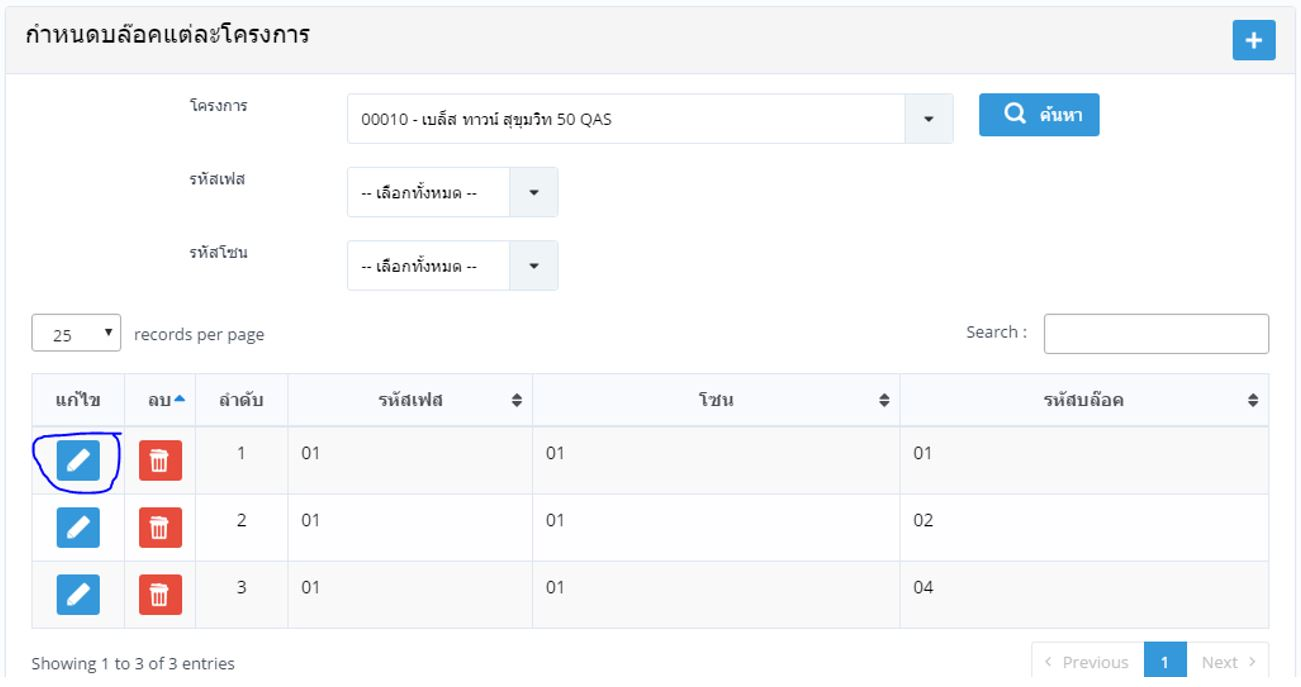 กำหนดบล๊อคแต่ละโครงการ
โครงการ 00010 - เบล็ส ทาวน์ สุขุมวิท 50 QAS ค้นหา
รหัสเฟส -- เลือกทั้งหมด --
รหัสโซน -- เลือกทั้งหมด --
25 records per page Search :
แก้ไข ลบ ลำดับ รหัสเฟส โซน รหัสบล๊อค
1 01 01 01
2 01 01 02
3 01 01 04
Showing 1 to 3 of 3 entries Previous 1 Next